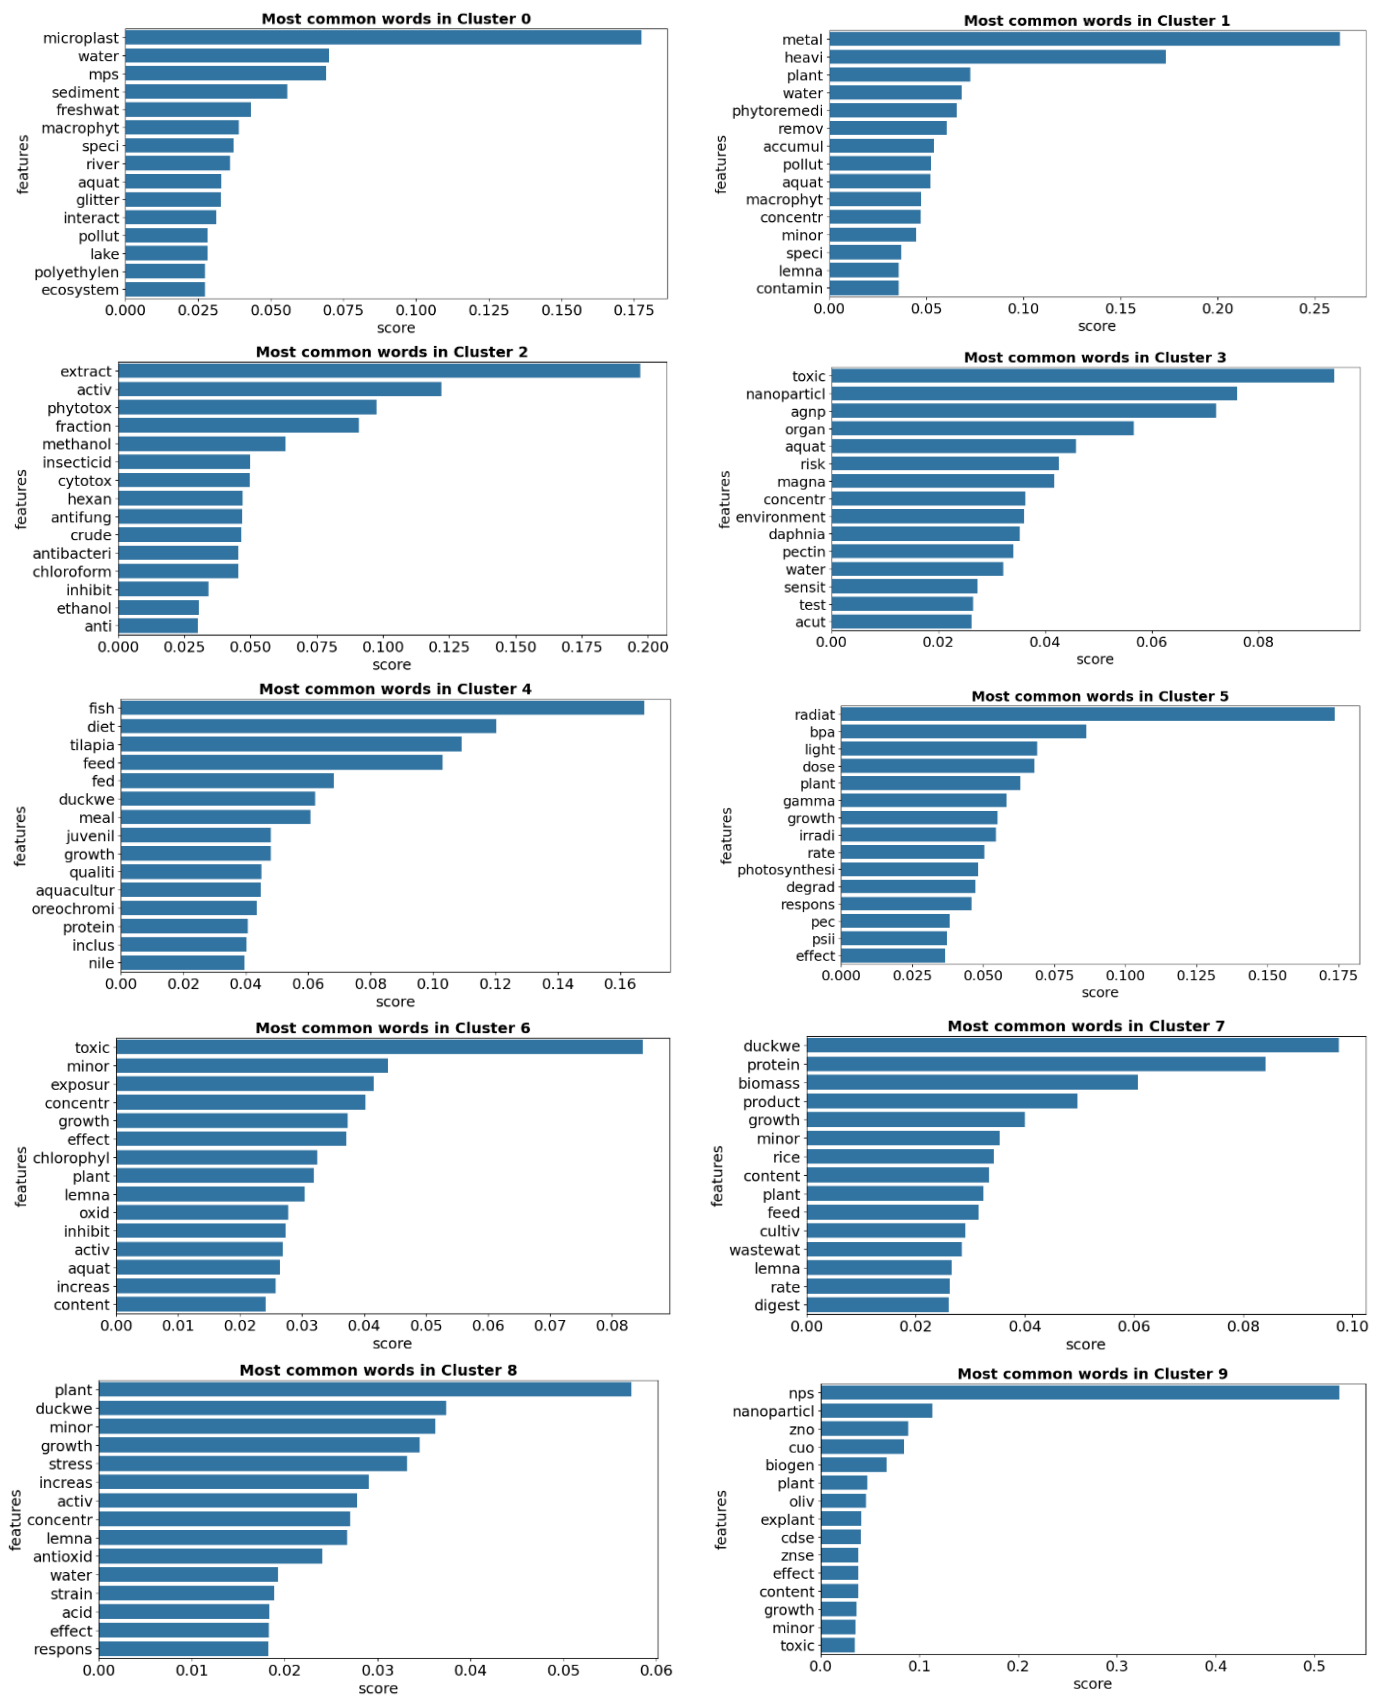 Most common words in Cluster 0
features
microplast
water
mps
sediment
freshwat
macrophyt
speci
river
aquat
glitter
interact
pollut
lake
polyethylen
ecosystem
0.000 0.025 0.050 0.075 0.100 0.125 0.150 0.175
score
Most common words in Cluster 1
features
metal
heavi
plant
water
phytoremedi
remov
accumul
pollut
aquat
macrophyt
concentr
minor
speci
lemna
contamin
0.00 0.05 0.10 0.15 0.20 0.25
score
Most common words in Cluster 2
features
extract
activ
phytotox
fraction
methanol
insecticid
cytotox
hexan
antifung
crude
antibacteri
chloroform
inhibit
ethanol
anti
0.000 0.025 0.050 0.075 0.100 0.125 0.150 0.175 0.200
score
Most common words in Cluster 3
features
toxic
nanoparticl
agnp
organ
aquat
risk
magna
concentr
environment
daphnia
pectin
water
sensit
test
acut
0.00 0.02 0.04 0.06 0.08
score
Most common words in Cluster 4
features
fish
diet
tilapia
feed
fed
duckwe
meal
juvenil
growth
qualiti
aquacultur
oreochromi
protein
inclus
nile
0.00 0.02 0.04 0.06 0.08 0.10 0.12 0.14 0.16
score
Most common words in Cluster 5
features
radiat
bpa
light
dose
plant
gamma
growth
irradi
rate
photosynthesi
degrad
respons
pec
psii
effect
0.000 0.025 0.050 0.075 0.100 0.125 0.150 0.175
score
Most common words in Cluster 6
features
toxic
minor
exposur
concentr
growth
effect
chlorophyl
plant
lemna
oxid
inhibit
activ
aquat
increas
content
0.00 0.01 0.02 0.03 0.04 0.05 0.06 0.07 0.08
score
Most common words in Cluster 7
features
duckwe
protein
biomass
product
growth
minor
rice
content
plant
feed
cultiv
wastewat
lemna
rate
digest
0.00 0.02 0.04 0.06 0.08 0.10
score
Most common words in Cluster 8
features
plant
duckwe
minor
growth
stress
increas
activ
concentr
lemna
antioxid
water
strain
acid
effect
respons
0.00 0.01 0.02 0.03 0.04 0.05 0.06
score
Most common words in Cluster 9
features
nps
nanoparticl
zno
cuo
biogen
plant
oliv
explant
cdse
znse
effect
content
growth
minor
toxic
0.0 0.1 0.2 0.3 0.4 0.5
score